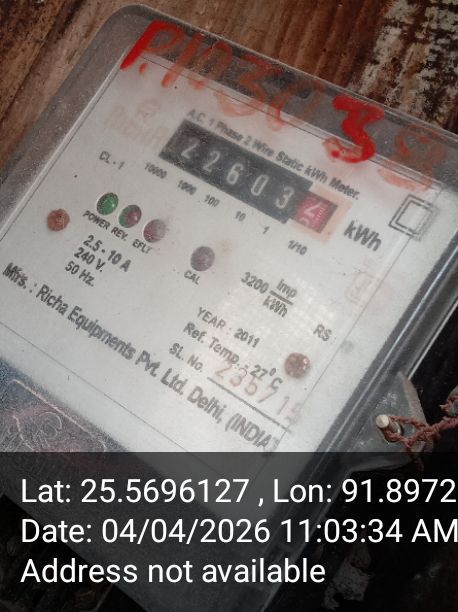 A.C. 1 Phase 2 Wire Static kWh Meter.
22603
CL.-1 10000 1000 100 10 1 1/10 kWh
POWER REV. EFLT
CAL
2.5-10 A
240 V.
50 Hz.
3200 Imp/kWh
YEAR : 2011
RS
Ref. Temp. : 27°C
SL. No.
Mfrs. : Richa Equipments Pvt. Ltd. Delhi, (INDIA
Lat: 25.5696127 , Lon: 91.8972
Date: 04/04/2026 11:03:34 AM
Address not available